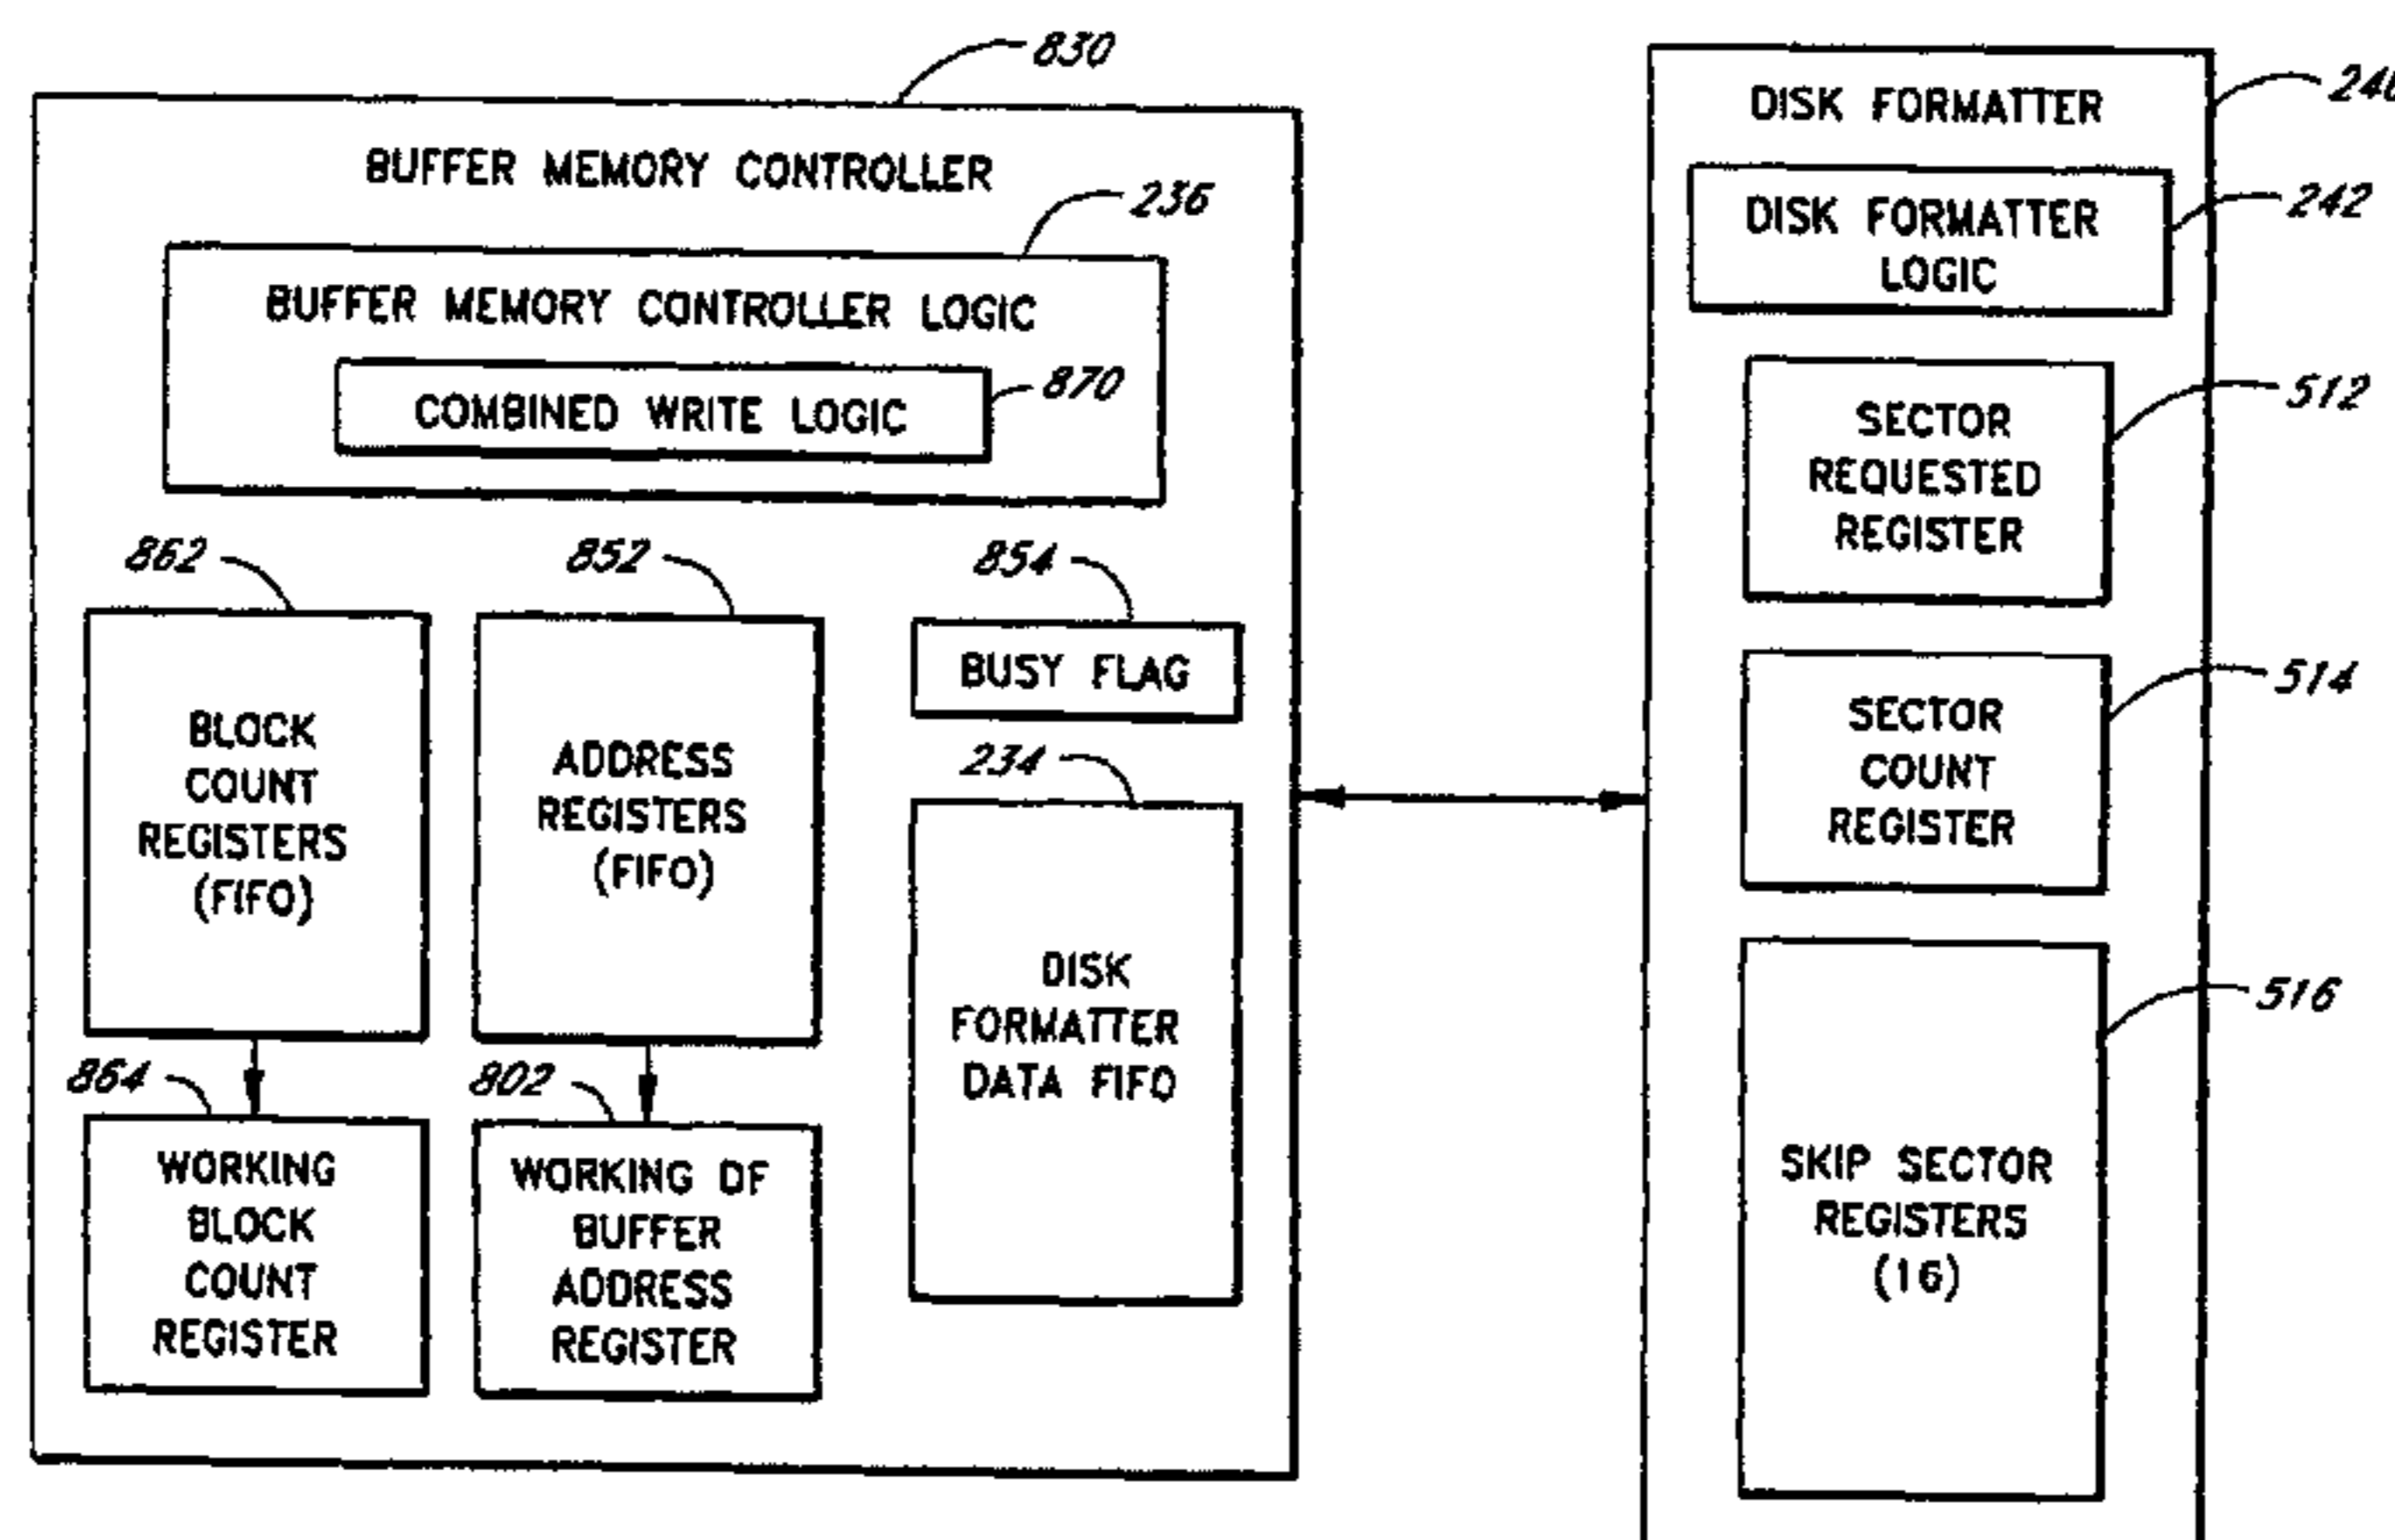 830
BUFFER MEMORY CONTROLLER
236
BUFFER MEMORY CONTROLLER LOGIC
870
COMBINED WRITE LOGIC
862
BLOCK
COUNT
REGISTERS
(FIFO)
852
ADDRESS
REGISTERS
(FIFO)
854
BUSY FLAG
234
DISK
FORMATTER
DATA FIFO
864
WORKING
BLOCK
COUNT
REGISTER
802
WORKING DF
BUFFER
ADDRESS
REGISTER
DISK FORMATTER
242
DISK FORMATTER
LOGIC
512
SECTOR
REQUESTED
REGISTER
514
SECTOR
COUNT
REGISTER
516
SKIP SECTOR
REGISTERS
(16)